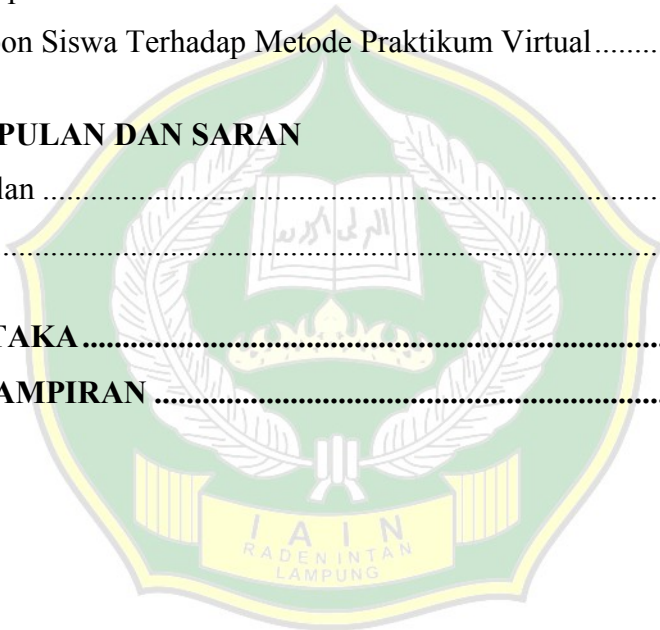 on Siswa Terhadap Metode Praktikum Virtual........
PULAN DAN SARAN
lan ................................................................................
................................................................................
TAKA................................................................................
AMPIRAN ................................................................................
I A I N
RADEN INTAN
LAMPUNG